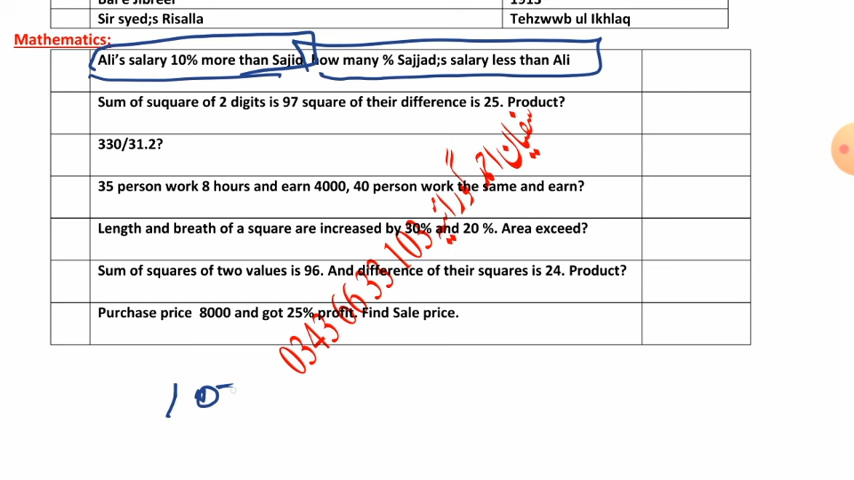 Bal e Jibreel 1913
Sir syed;s Risalla Tehzwwb ul Ikhlaq
Mathematics:
Ali's salary 10% more than Sajid how many % Sajjad;s salary less than Ali
Sum of suquare of 2 digits is 97 square of their difference is 25. Product?
330/31.2?
35 person work 8 hours and earn 4000, 40 person work the same and earn?
Length and breath of a square are increased by 30% and 20 %. Area exceed?
Sum of squares of two values is 96. And difference of their squares is 24. Product?
Purchase price 8000 and got 25% profit. Find Sale price.
0343 6633 103